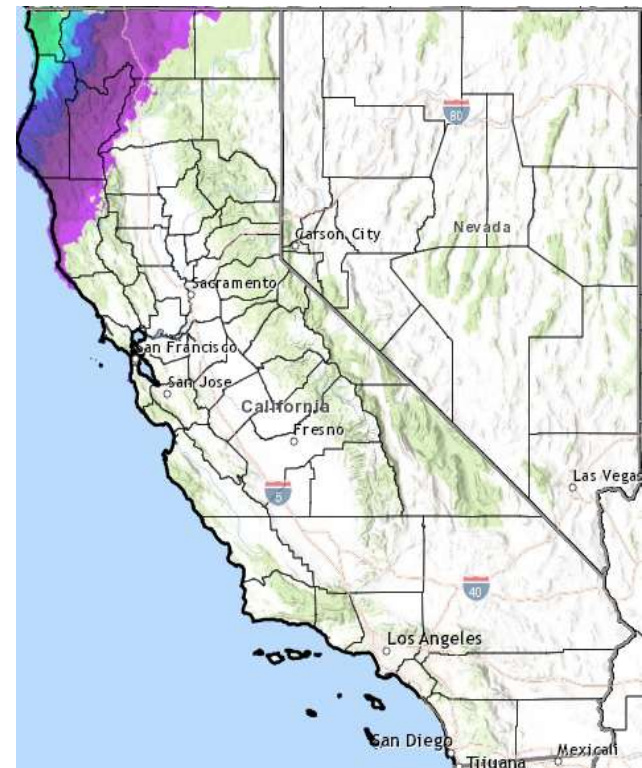 80
Carson City
Nevada
Sacramento
San Francisco
San Jose
California
Fresno
5
Las Vegas
40
Los Angeles
San Diego
Tijuana
Mexicali